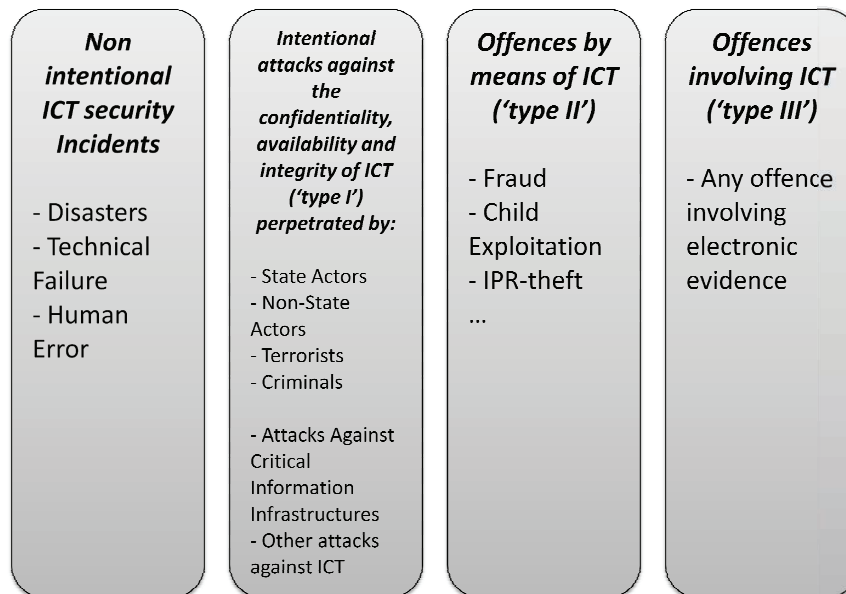 Non
intentional
ICT security
Incidents
- Disasters
- Technical
Failure
- Human
Error
Intentional
attacks against
the
confidentiality,
availability and
integrity of ICT
(‘type I’)
perpetrated by:
- State Actors
- Non-State
Actors
- Terrorists
- Criminals
- Attacks Against
Critical
Information
Infrastructures
- Other attacks
against ICT
Offences by
means of ICT
(‘type II’)
- Fraud
- Child
Exploitation
- IPR-theft
...
Offences
involving ICT
(‘type III’)
- Any offence
involving
electronic
evidence